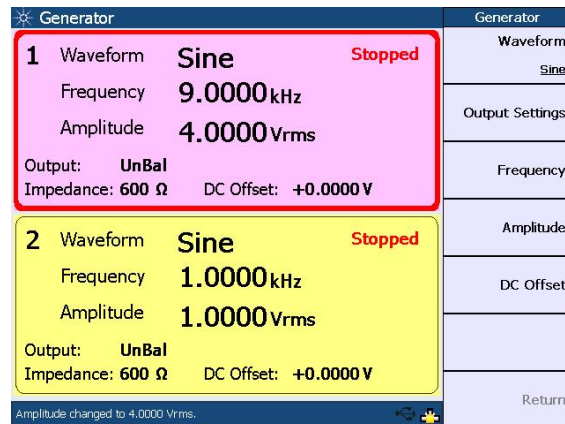 Generator
1 Waveform Sine Stopped
Frequency 9.0000 kHz
Amplitude 4.0000 Vrms
Output: UnBal
Impedance: 600 Ω DC Offset: +0.0000 V
2 Waveform Sine Stopped
Frequency 1.0000 kHz
Amplitude 1.0000 Vrms
Output: UnBal
Impedance: 600 Ω DC Offset: +0.0000 V
Amplitude changed to 4.0000 Vrms.
Generator
Waveform
Sine
Output Settings
Frequency
Amplitude
DC Offset
Return